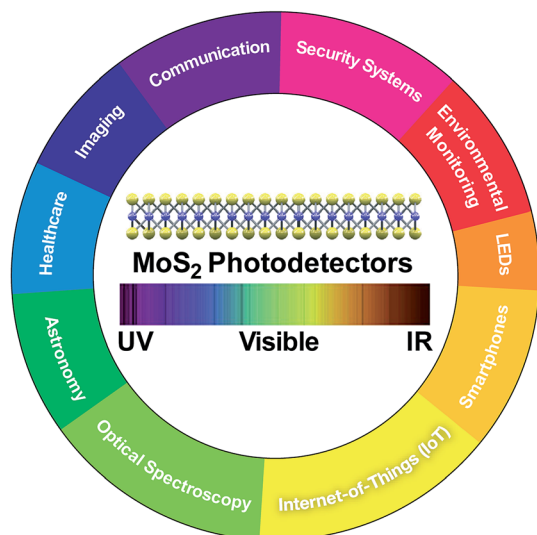 Communication
Security Systems
Environmental
Monitoring
LEDs
Smartphones
Internet-of-Things (IoT)
Optical Spectroscopy
Astronomy
Healthcare
Imaging
MoS₂ Photodetectors
UV Visible IR